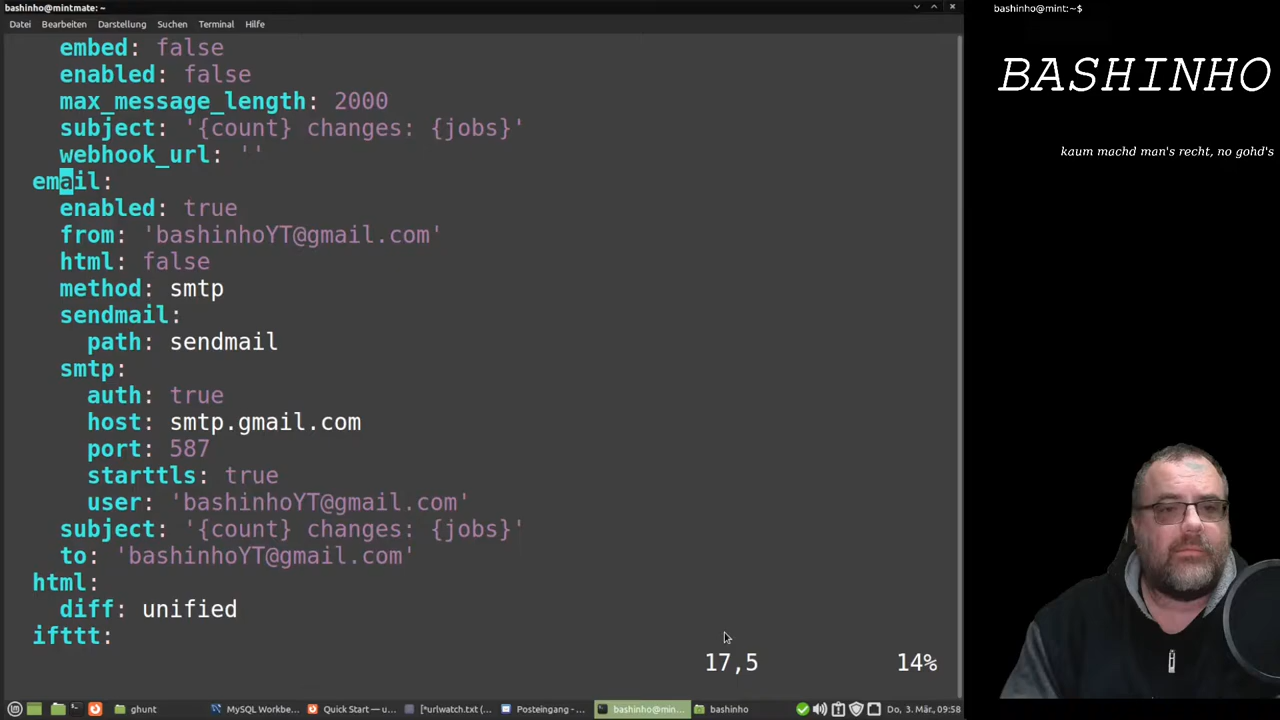 bashinho@mintmate: ~
Datei Bearbeiten Darstellung Suchen Terminal Hilfe
embed: false
enabled: false
max_message_length: 2000
subject: '{count} changes: {jobs}'
webhook_url: ''
email:
enabled: true
from: 'bashinhoYT@gmail.com'
html: false
method: smtp
sendmail:
path: sendmail
smtp:
auth: true
host: smtp.gmail.com
port: 587
starttls: true
user: 'bashinhoYT@gmail.com'
subject: '{count} changes: {jobs}'
to: 'bashinhoYT@gmail.com'
html:
diff: unified
ifttt:
17,5 14%
bashinho@mint:~$
BASHINHO
kaum machd man's recht, no gohd's
ghunt
MySQL Workbe...
Quick Start — u...
[*urlwatch.txt (...
Posteingang -...
bashinho@min...
bashinho
Do, 3. Mär., 09:58